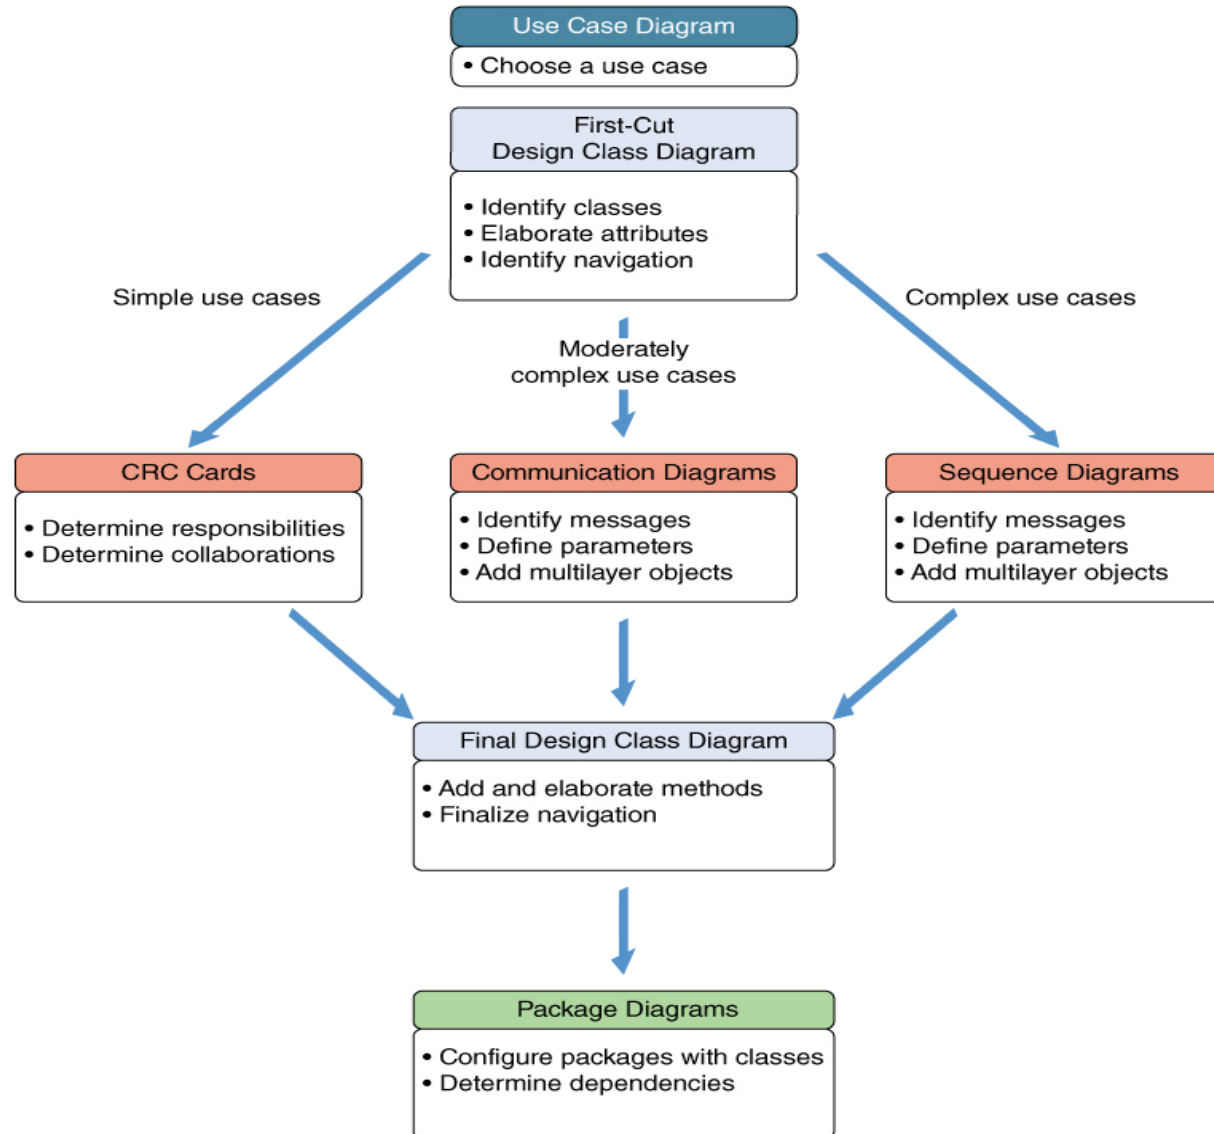 Use Case Diagram
• Choose a use case
First-Cut
Design Class Diagram
• Identify classes
• Elaborate attributes
• Identify navigation
Simple use cases
Moderately
complex use cases
Complex use cases
CRC Cards
• Determine responsibilities
• Determine collaborations
Communication Diagrams
• Identify messages
• Define parameters
• Add multilayer objects
Sequence Diagrams
• Identify messages
• Define parameters
• Add multilayer objects
Final Design Class Diagram
• Add and elaborate methods
• Finalize navigation
Package Diagrams
• Configure packages with classes
• Determine dependencies